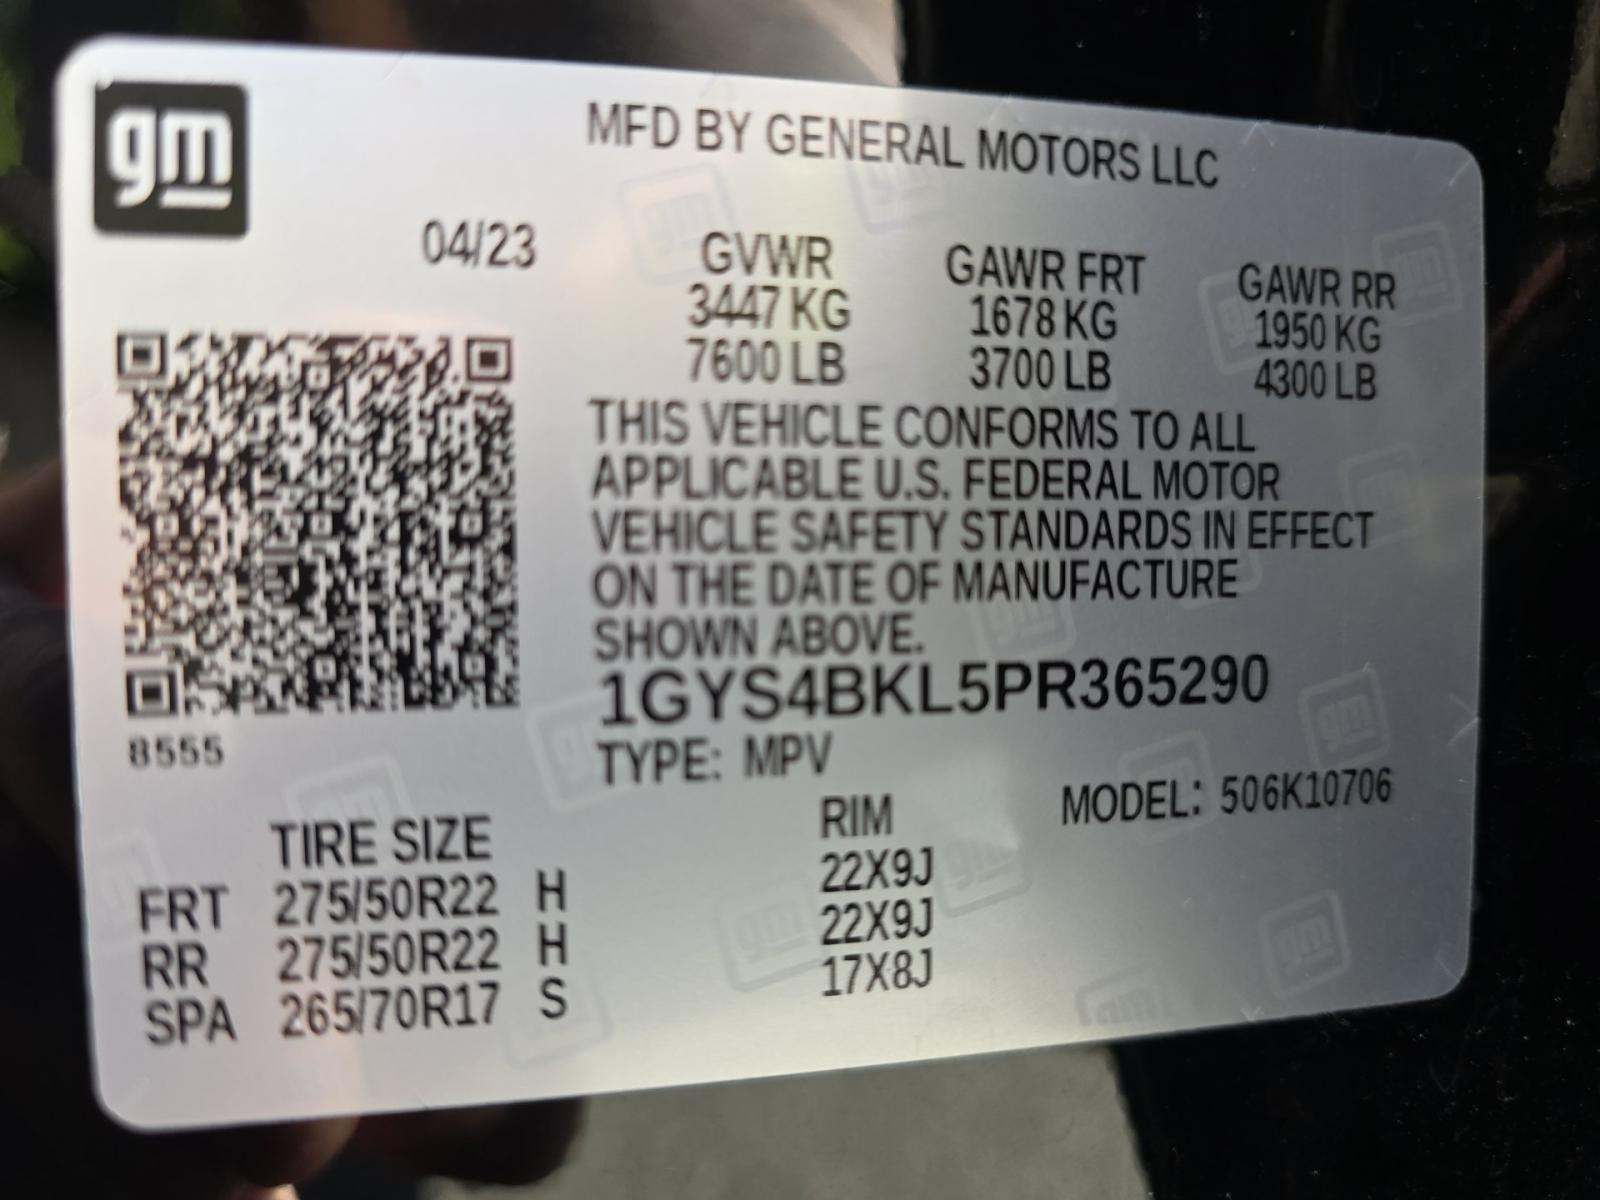 gm
MFD BY GENERAL MOTORS LLC
04/23
GVWR GAWR FRT GAWR RR
3447 KG 1678 KG 1950 KG
7600 LB 3700 LB 4300 LB
THIS VEHICLE CONFORMS TO ALL
APPLICABLE U.S. FEDERAL MOTOR
VEHICLE SAFETY STANDARDS IN EFFECT
ON THE DATE OF MANUFACTURE
SHOWN ABOVE.
1GYS4BKL5PR365290
8555
TYPE: MPV
MODEL: 506K10706
TIRE SIZE RIM
FRT 275/50R22 H 22X9J
RR 275/50R22 H 22X9J
SPA 265/70R17 S 17X8J